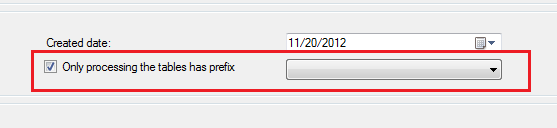 Created date: 11/20/2012
Only processing the tables has prefix